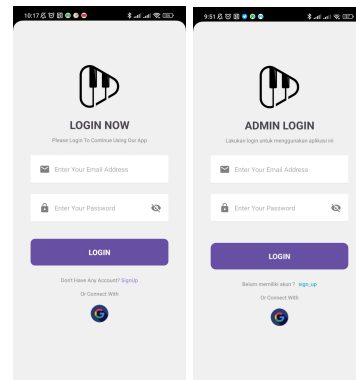 10:17
LOGIN NOW
Please Login To Continue Using Our App
Enter Your Email Address
Enter Your Password
LOGIN
Don't Have Any Account? SignUp
Or Connect With
G
9:51
ADMIN LOGIN
Lakukan login untuk menggunakan aplikasi ini
Enter Your Email Address
Enter Your Password
LOGIN
Belum memiliki akun ? sign_up
Or Connect With
G